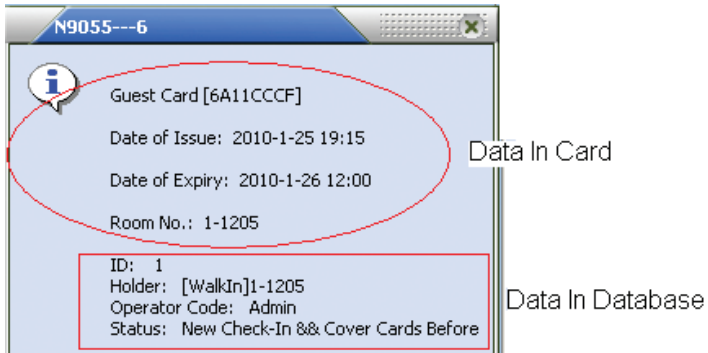 N9055---6
Guest Card [6A11CCCF]
Date of Issue: 2010-1-25 19:15
Data In Card
Date of Expiry: 2010-1-26 12:00
Room No.: 1-1205
ID: 1
Holder: [WalkIn]1-1205
Data In Database
Operator Code: Admin
Status: New Check-In && Cover Cards Before